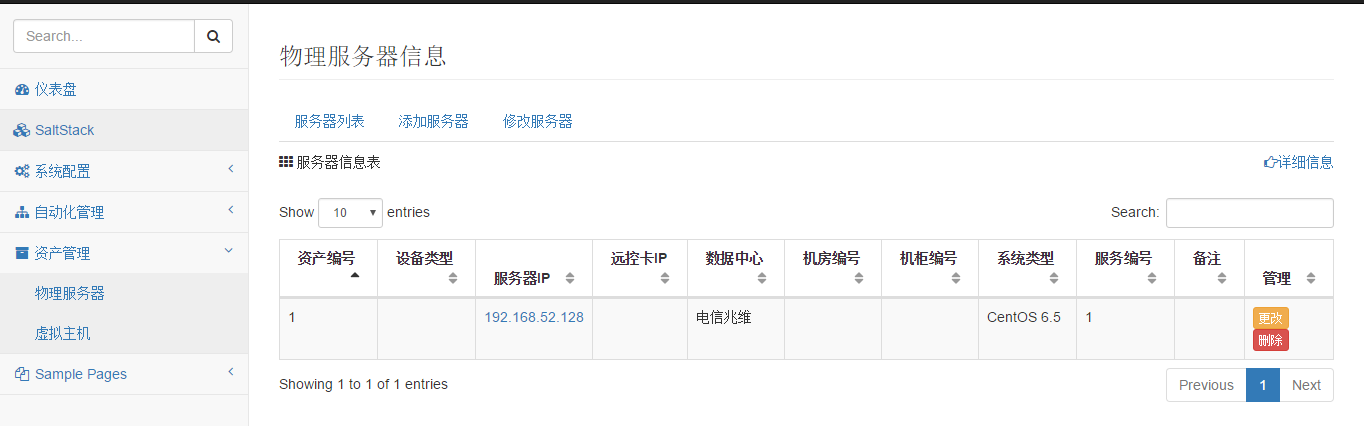 Search...
仪表盘
SaltStack
系统配置
自动化管理
资产管理
物理服务器
虚拟主机
Sample Pages
物理服务器信息
服务器列表 添加服务器 修改服务器
服务器信息表 详细信息
Show 10 entries Search:
资产编号 设备类型 服务器IP 远控卡IP 数据中心 机房编号 机柜编号 系统类型 服务编号 备注 管理
1 192.168.52.128 电信兆维 CentOS 6.5 1 更改
删除
Showing 1 to 1 of 1 entries Previous 1 Next